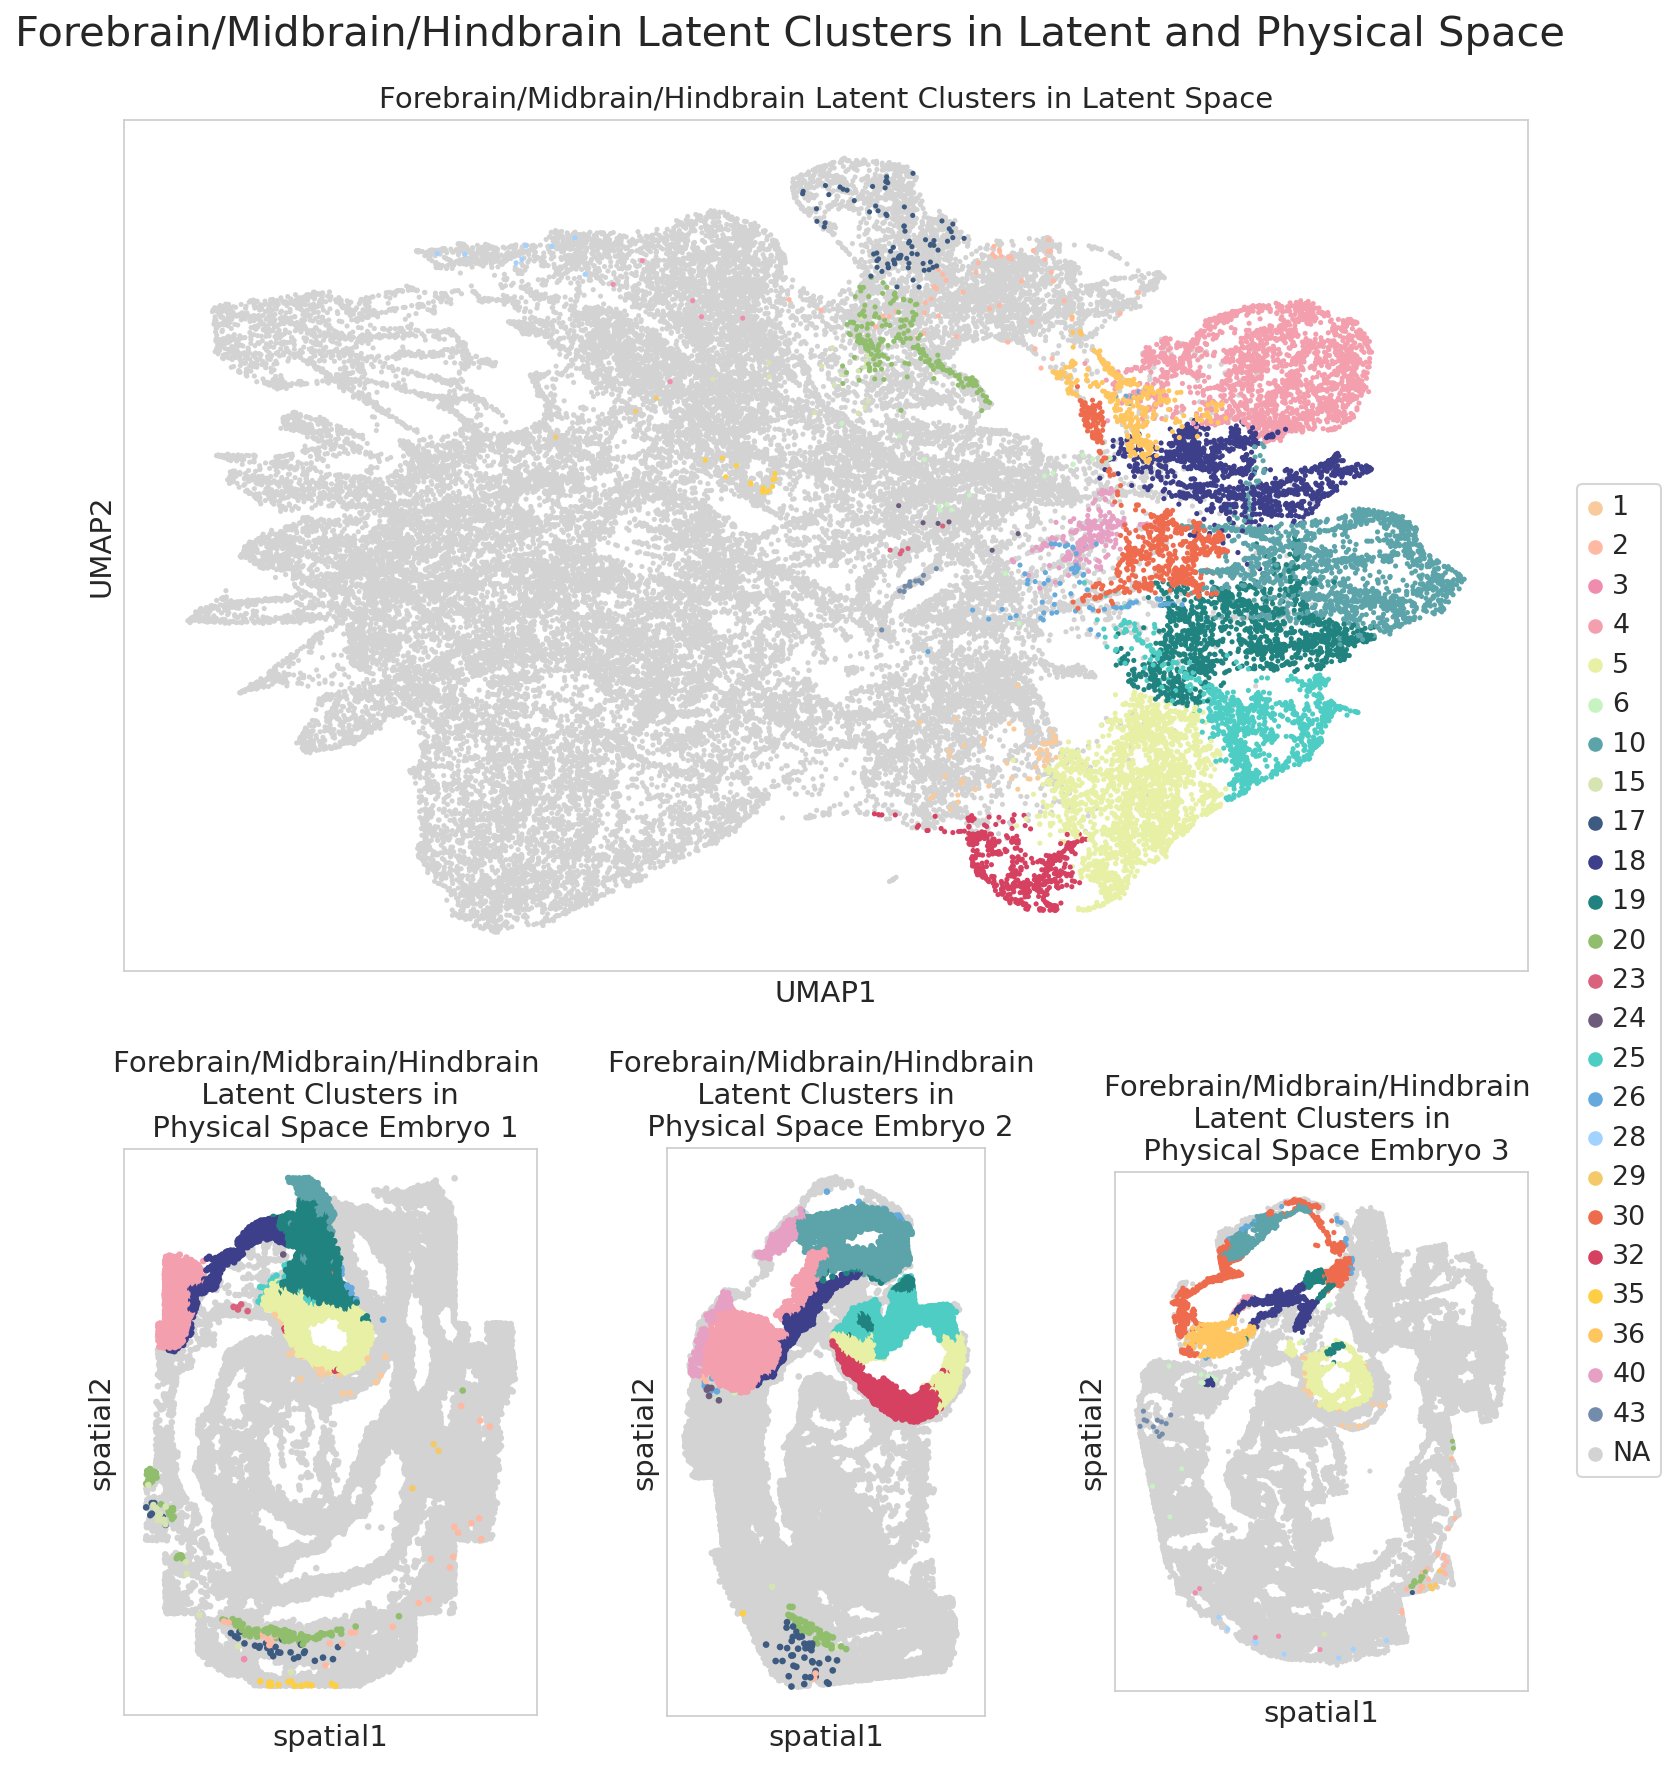 Forebrain/Midbrain/Hindbrain Latent Clusters in Latent and Physical Space
Forebrain/Midbrain/Hindbrain Latent Clusters in Latent Space
UMAP2
UMAP1
1
2
3
4
5
6
10
15
17
18
19
20
23
24
25
26
28
29
30
32
35
36
40
43
NA
Forebrain/Midbrain/Hindbrain
Latent Clusters in
Physical Space Embryo 1
spatial2
spatial1
Forebrain/Midbrain/Hindbrain
Latent Clusters in
Physical Space Embryo 2
spatial2
spatial1
Forebrain/Midbrain/Hindbrain
Latent Clusters in
Physical Space Embryo 3
spatial2
spatial1